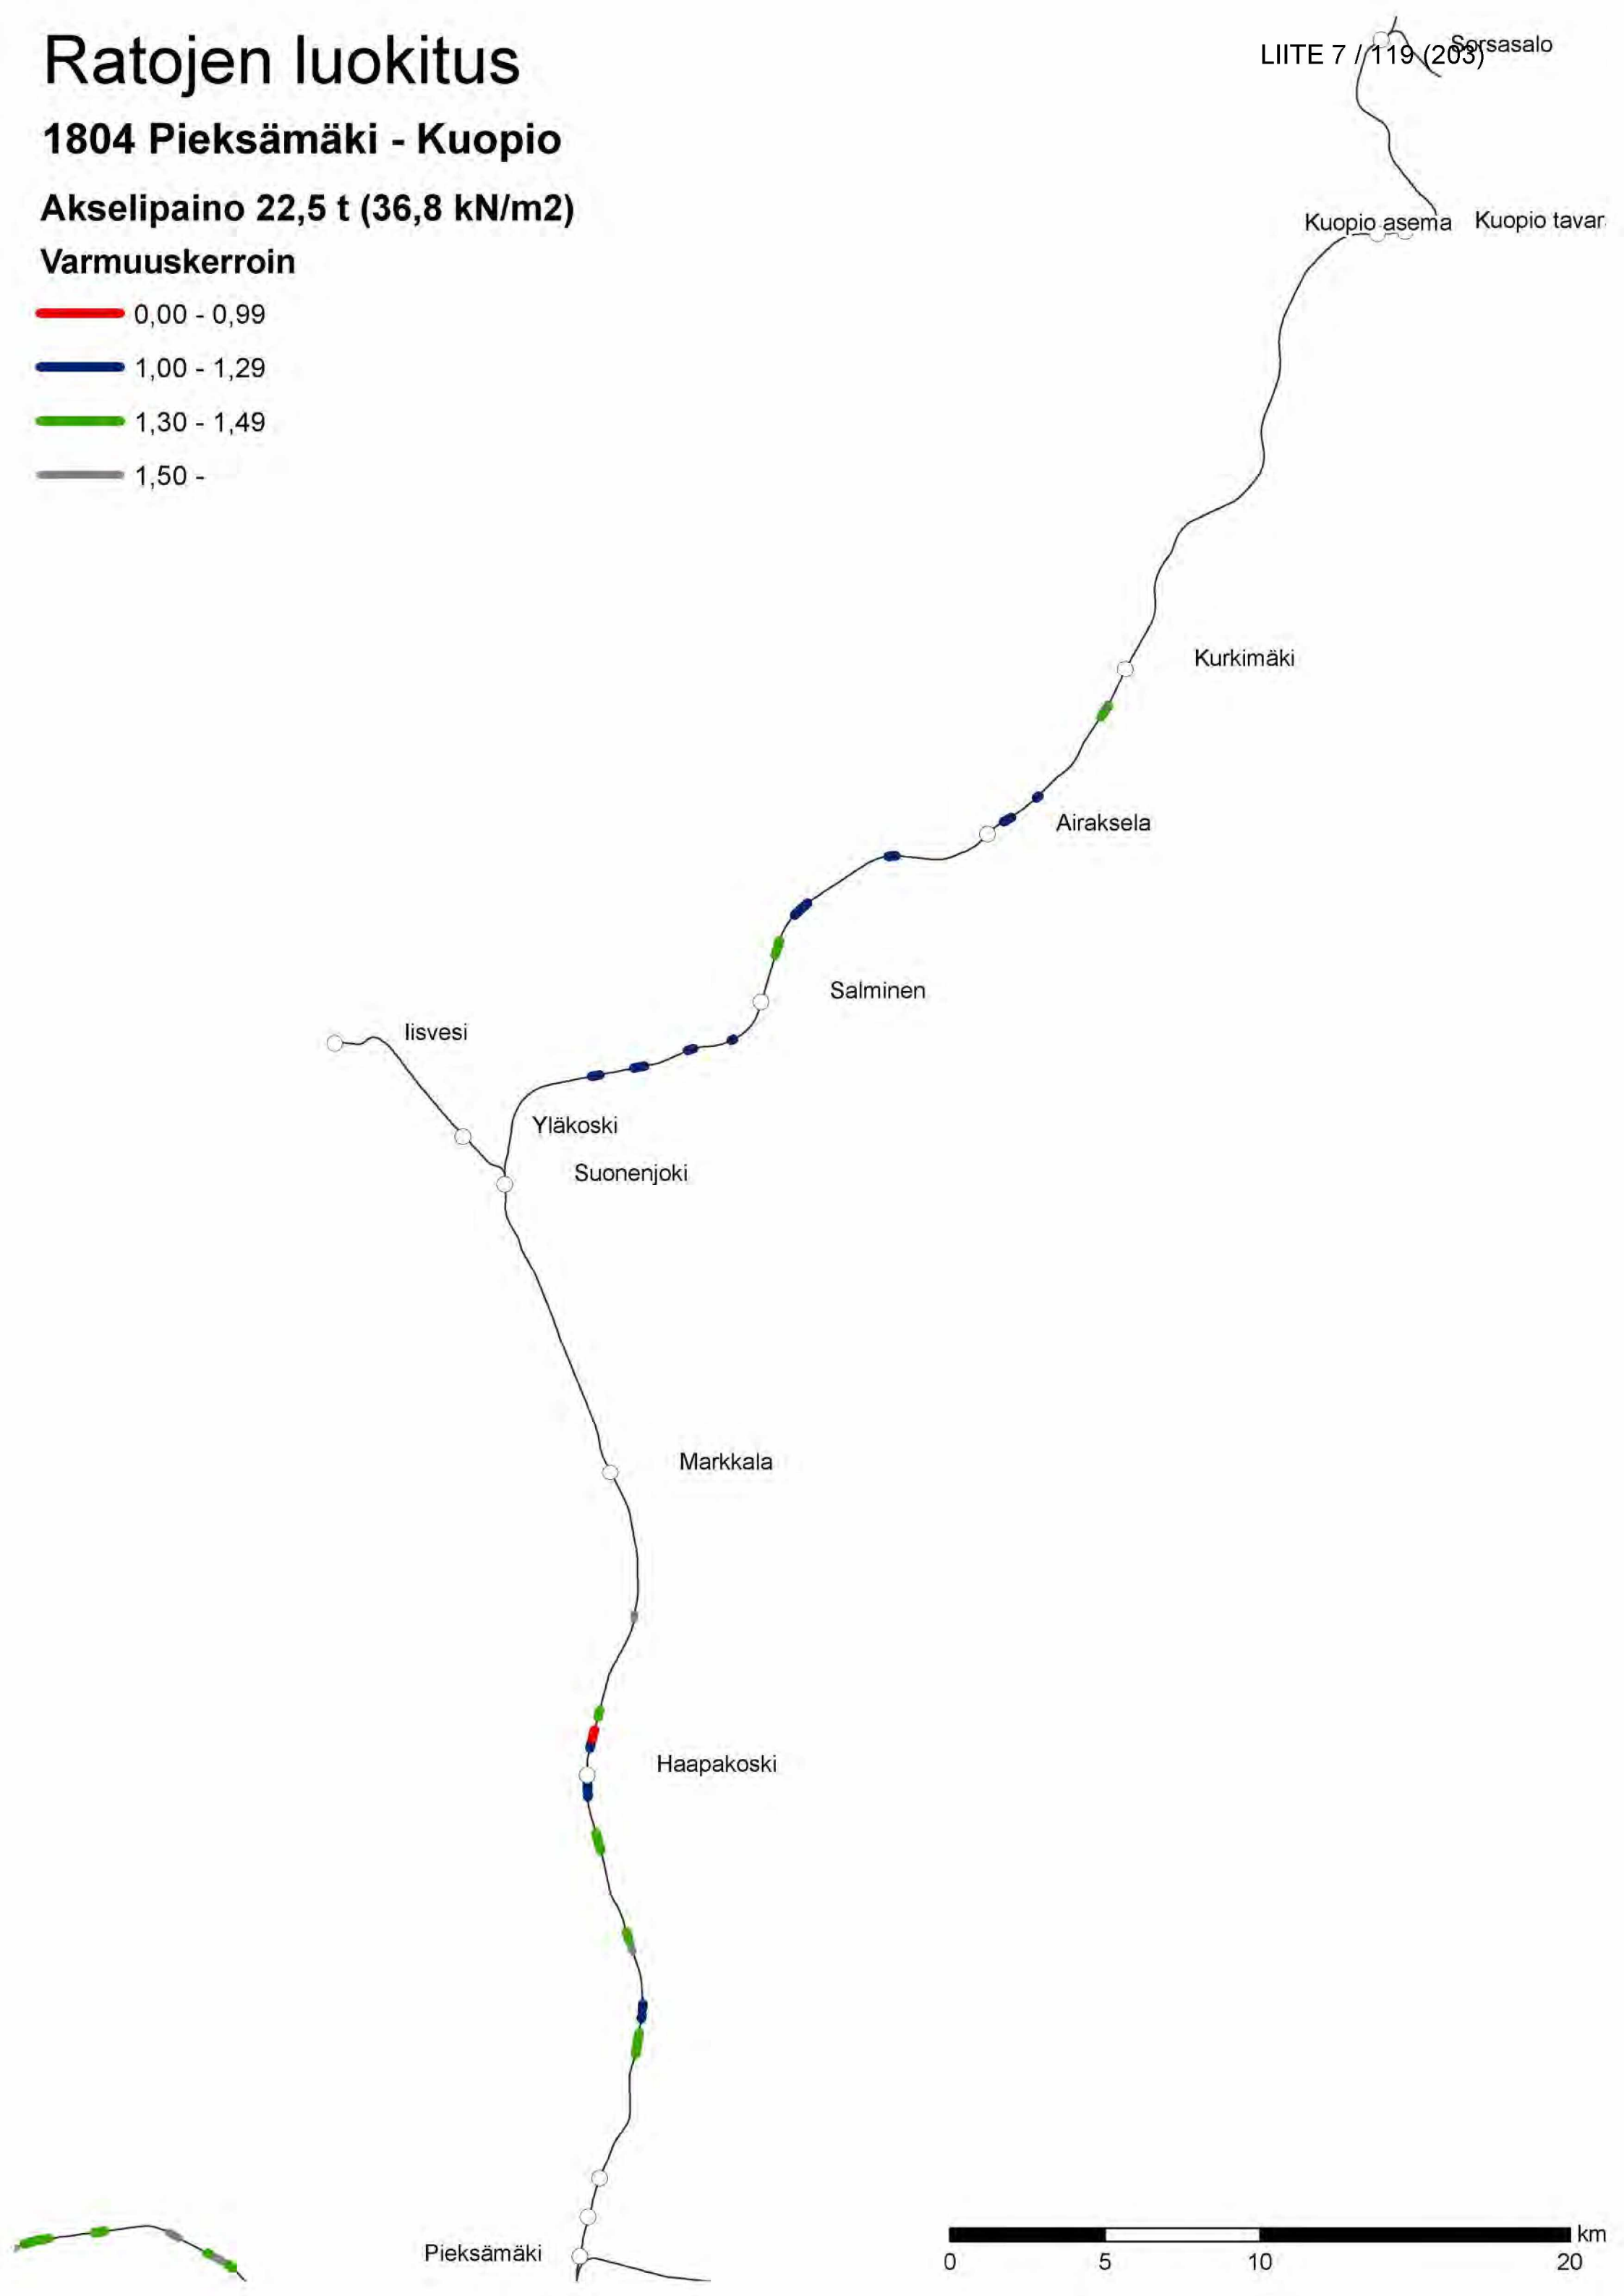 Ratojen luokitus
LIITE 7 / 119 (203)
Sorsasalo
1804 Pieksämäki - Kuopio
Akselipaino 22,5 t (36,8 kN/m2)
Kuopio asema
Kuopio tavar
Varmuuskerroin
0,00 - 0,99
1,00 - 1,29
1,30 - 1,49
1,50 -
Kurkimäki
Airaksela
Salminen
Iisvesi
Yläkoski
Suonenjoki
Markkala
Haapakoski
Pieksämäki
km
0 5 10 20